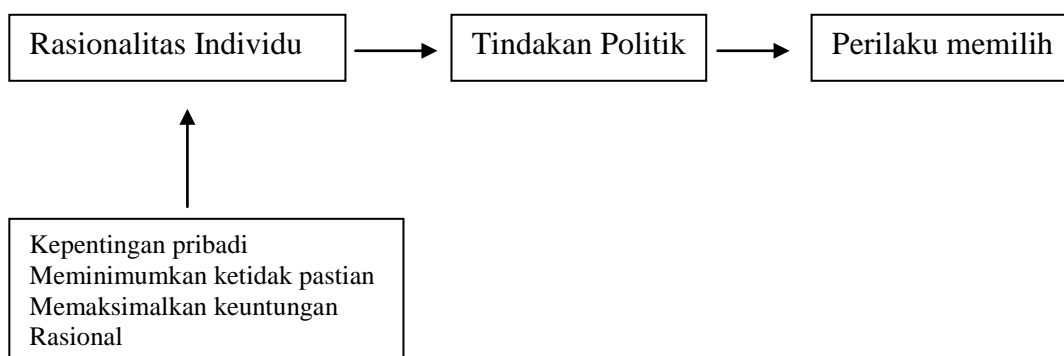 Rasionalitas Individu
Tindakan Politik
Perilaku memilih
Kepentingan pribadi
Meminimumkan ketidak pastian
Memaksimalkan keuntungan
Rasional